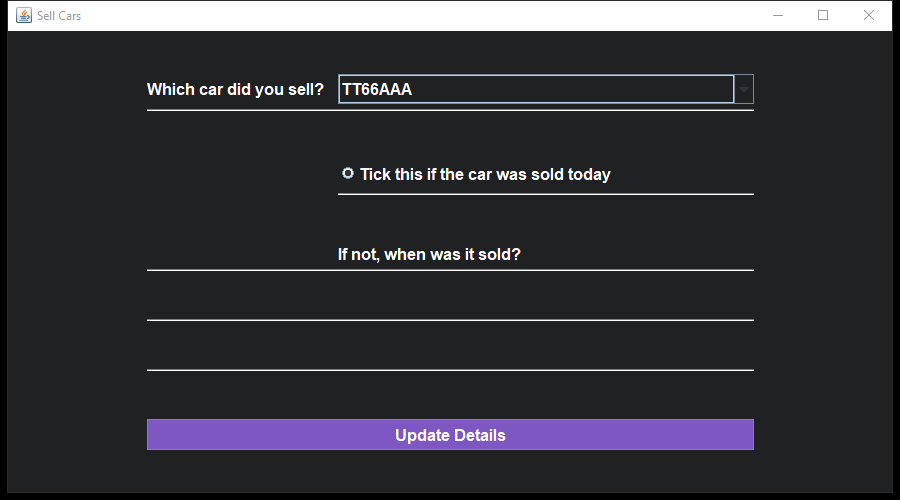 Sell Cars
Which car did you sell? TT66AAA
Tick this if the car was sold today
If not, when was it sold?
Update Details